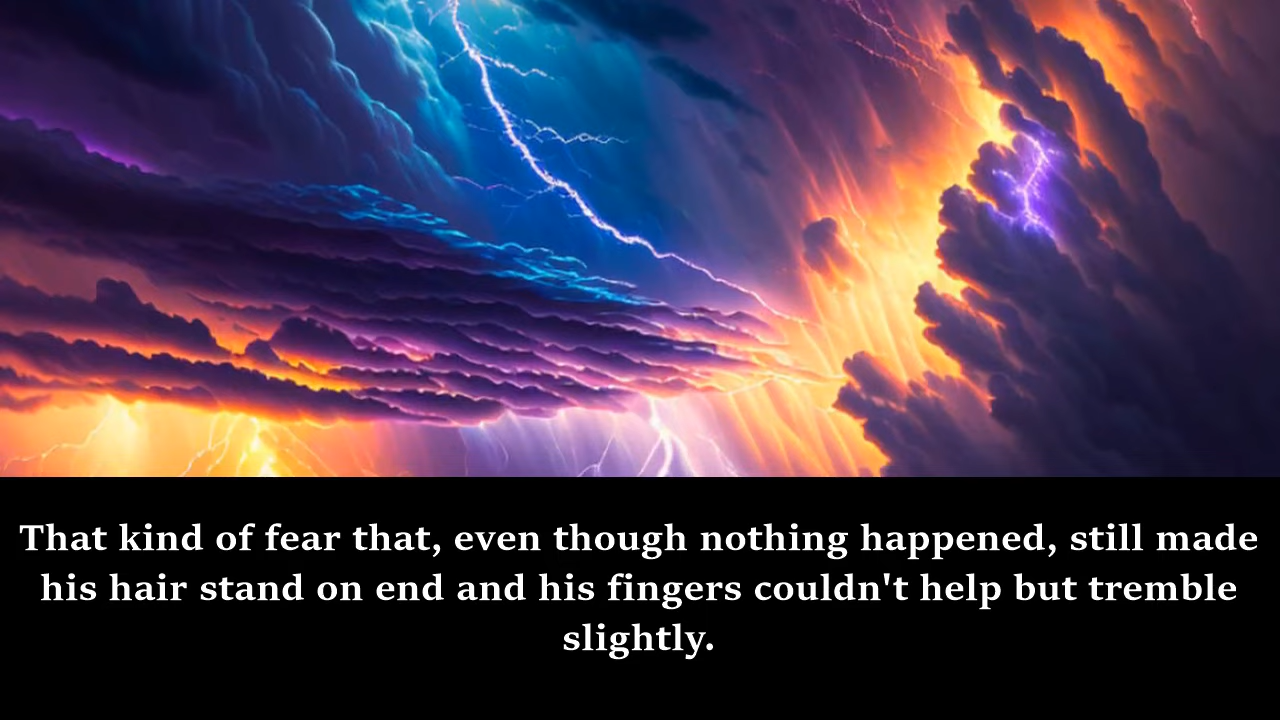 That kind of fear that, even though nothing happened, still made
his hair stand on end and his fingers couldn't help but tremble
slightly.